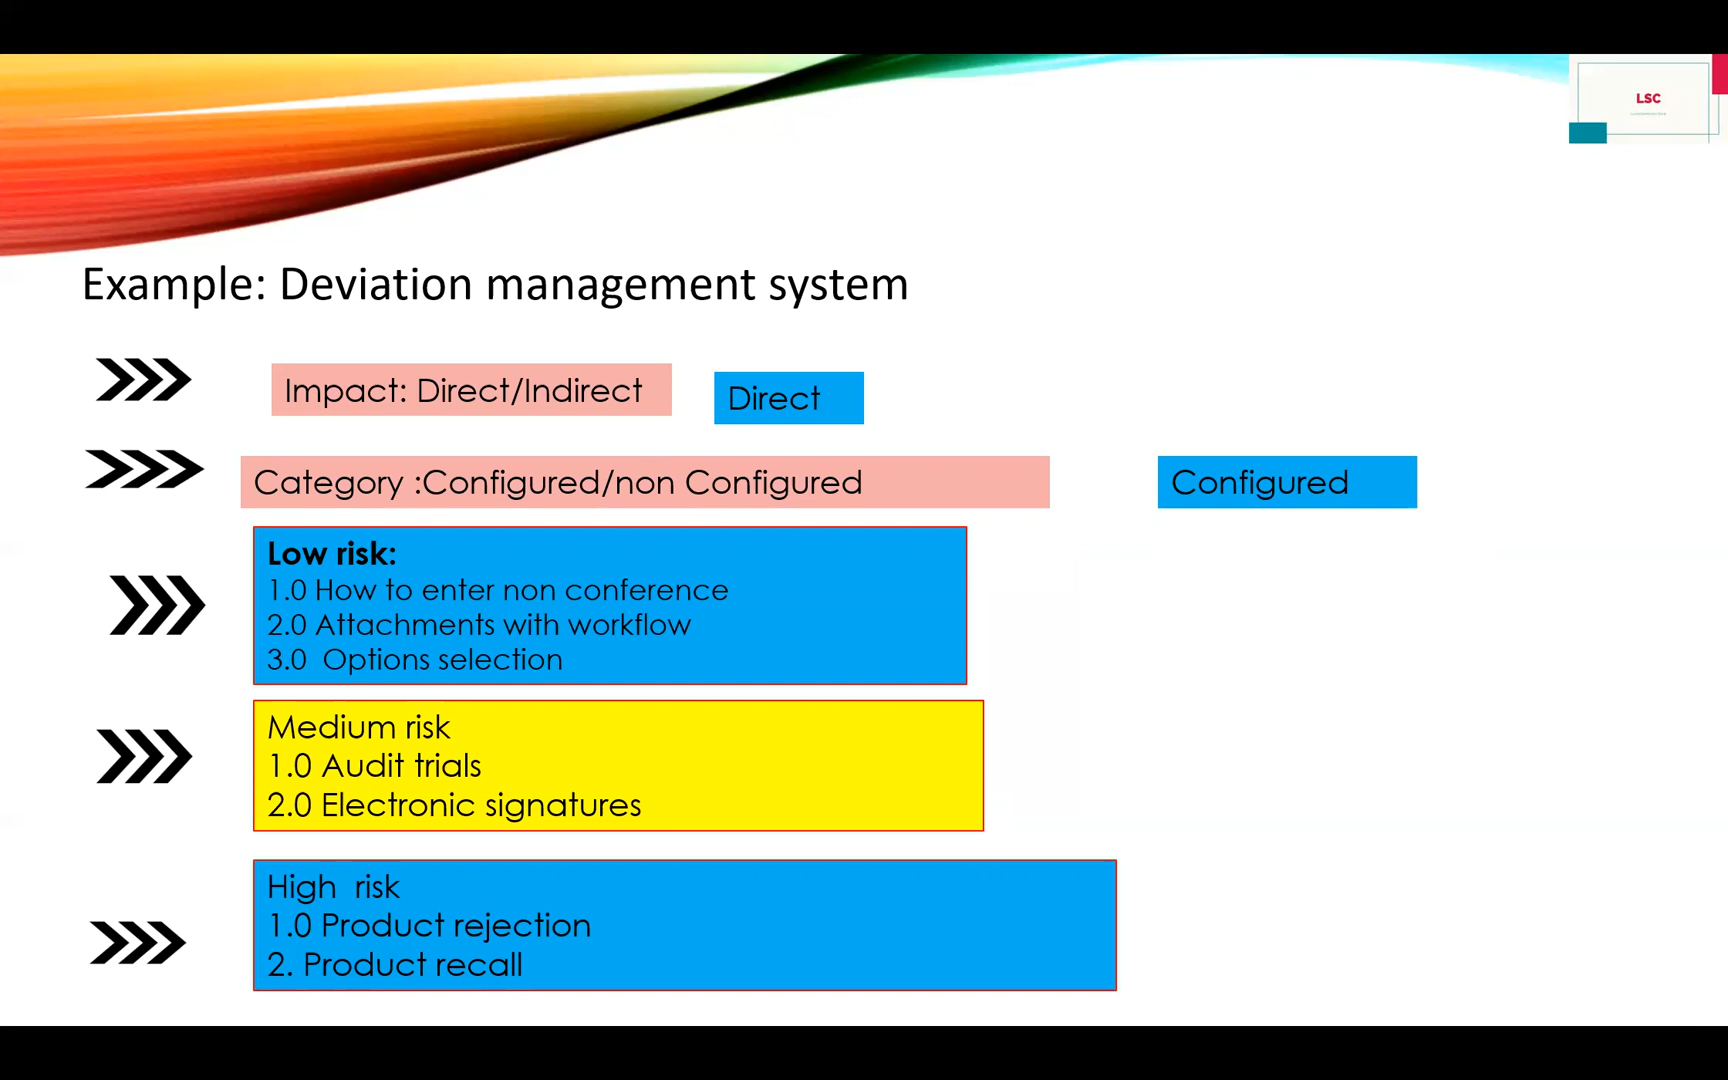 LSC
Example: Deviation management system
Impact: Direct/Indirect
Direct
Category :Configured/non Configured
Configured
Low risk:
1.0 How to enter non conference
2.0 Attachments with workflow
3.0 Options selection
Medium risk
1.0 Audit trials
2.0 Electronic signatures
High risk
1.0 Product rejection
2. Product recall